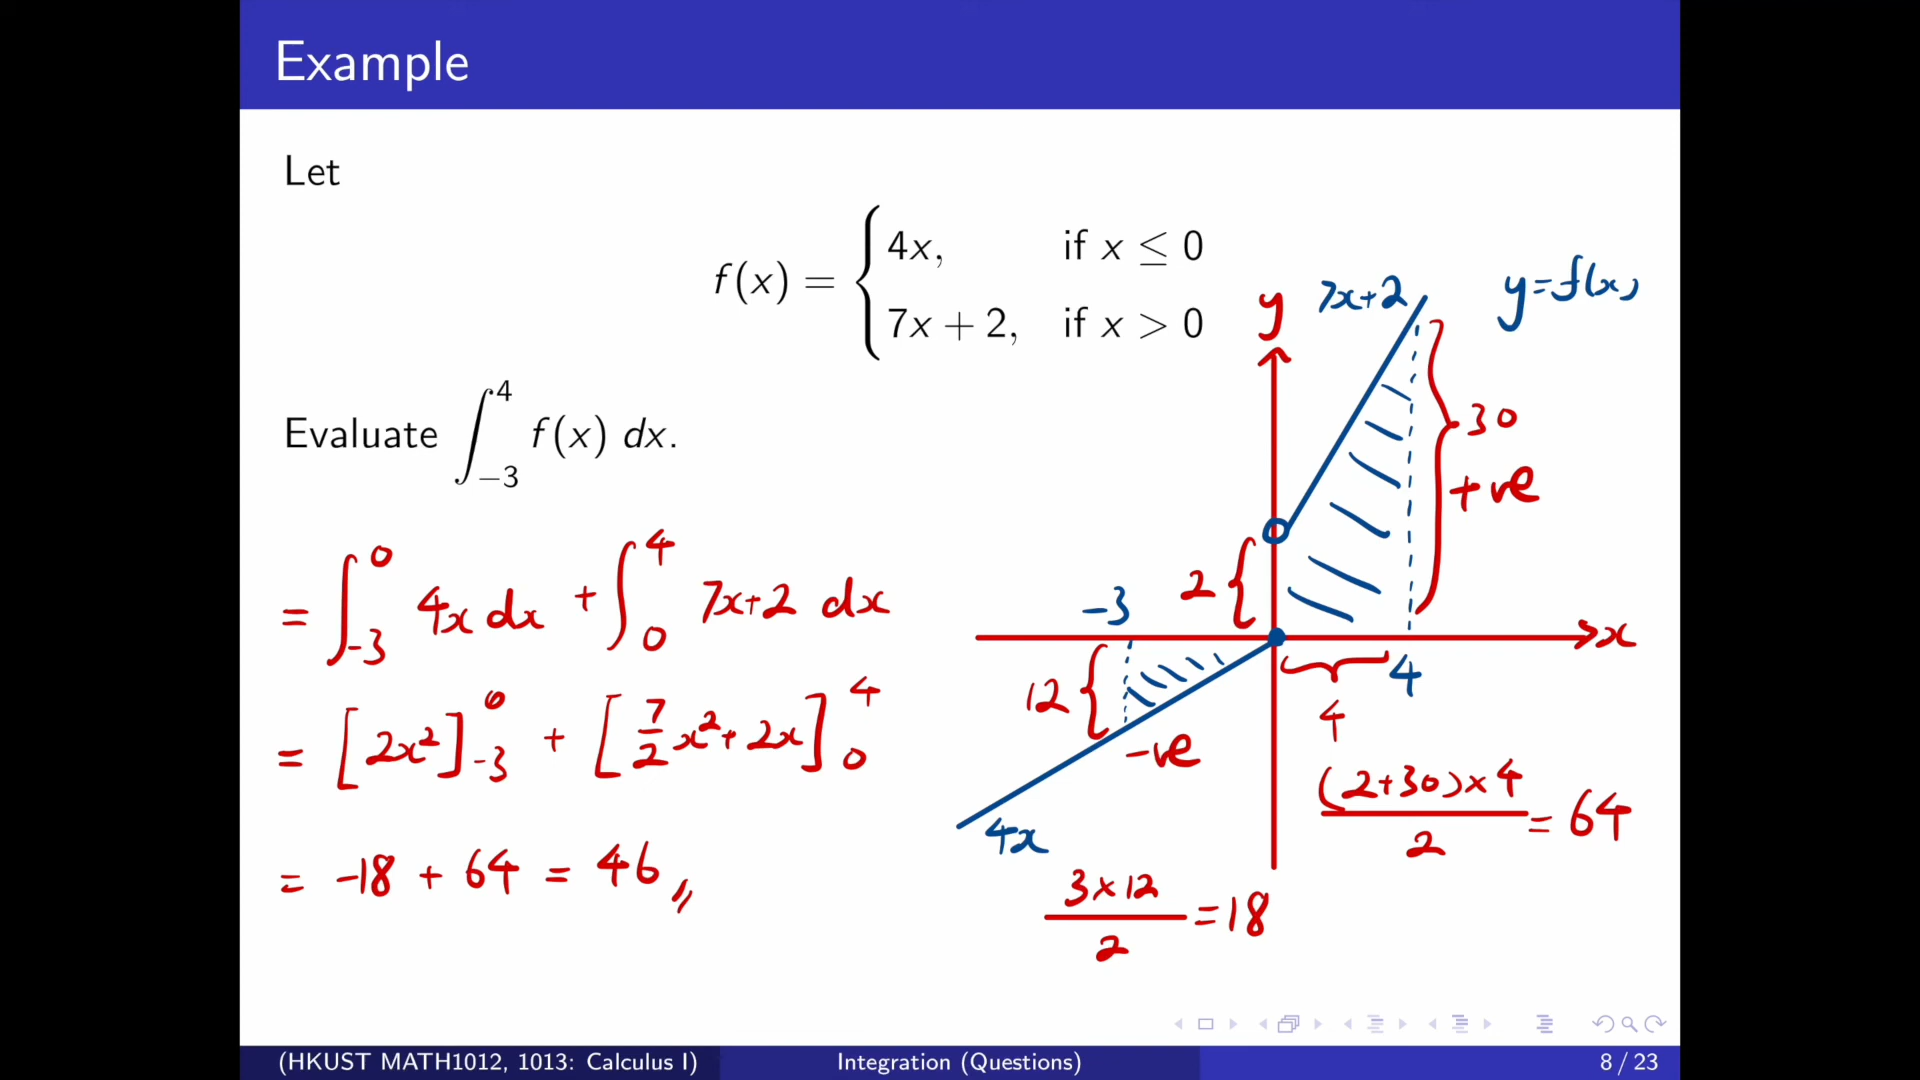 Example
Let
f(x) = { 4x, if x ≤ 0
7x + 2, if x > 0
Evaluate ∫_{-3}^{4} f(x) dx.
= ∫_{-3}^{0} 4x dx + ∫_{0}^{4} 7x+2 dx
= [2x²]_{-3}^{0} + [7/2 x² + 2x]_{0}^{4}
= -18 + 64 = 46 //
y
7x+2
y=f(x)
30
+ve
2
-3
x
12
4
4
-ve
4x
(2+30)×4 / 2 = 64
3×12 / 2 = 18
(HKUST MATH1012, 1013: Calculus I) Integration (Questions) 8 / 23